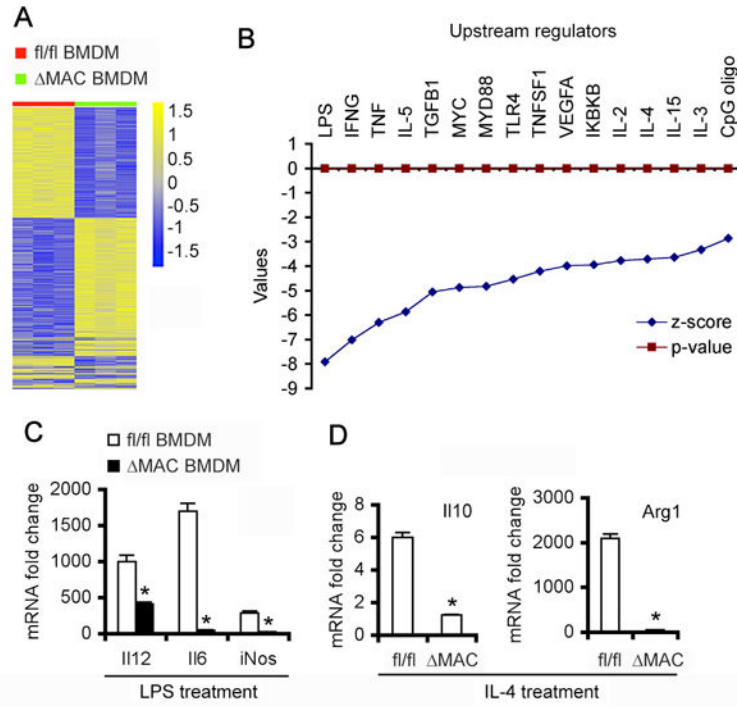 A
fl/fl BMDM
ΔMAC BMDM
1.5
1
0.5
0
-0.5
-1
-1.5
B
Upstream regulators
LPS
IFNG
TNF
IL-5
TGFB1
MYC
MYD88
TLR4
TNFSF1
VEGFA
IKBKB
IL-2
IL-4
IL-15
IL-3
CpG oligo
Values
1
0
-1
-2
-3
-4
-5
-6
-7
-8
-9
z-score
p-value
C
fl/fl BMDM
ΔMAC BMDM
mRNA fold change
2000
1500
1000
500
0
*
*
*
Il12 Il6 iNos
LPS treatment
D
mRNA fold change
8
6
4
2
0
Il10
*
fl/fl ΔMAC
mRNA fold change
3000
2000
1000
0
Arg1
*
fl/fl ΔMAC
IL-4 treatment